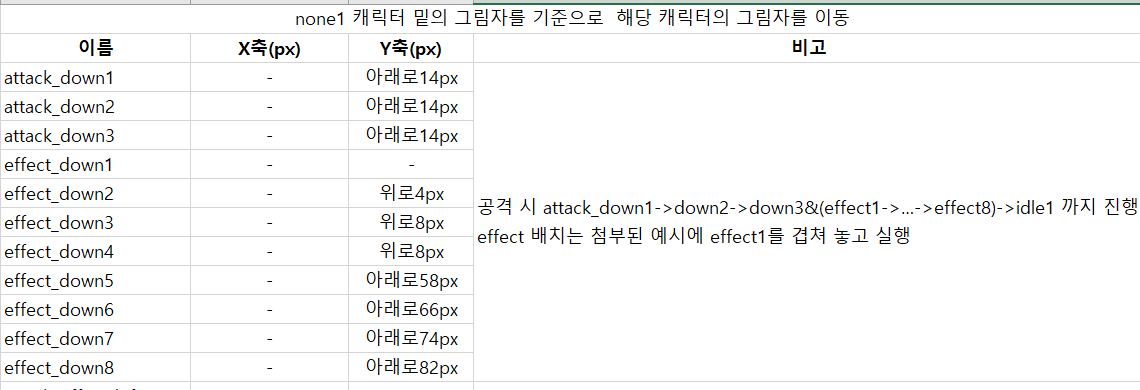 none1 캐릭터 밑의 그림자를 기준으로 해당 캐릭터의 그림자를 이동
이름 X축(px) Y축(px) 비고
attack_down1 - 아래로14px
attack_down2 - 아래로14px
attack_down3 - 아래로14px
effect_down1 - -
effect_down2 - 위로4px
공격 시 attack_down1->down2->down3&(effect1->...->effect8)->idle1 까지 진행
effect_down3 - 위로8px
effect 배치는 첨부된 예시에 effect1를 겹쳐 놓고 실행
effect_down4 - 위로8px
effect_down5 - 아래로58px
effect_down6 - 아래로66px
effect_down7 - 아래로74px
effect_down8 - 아래로82px